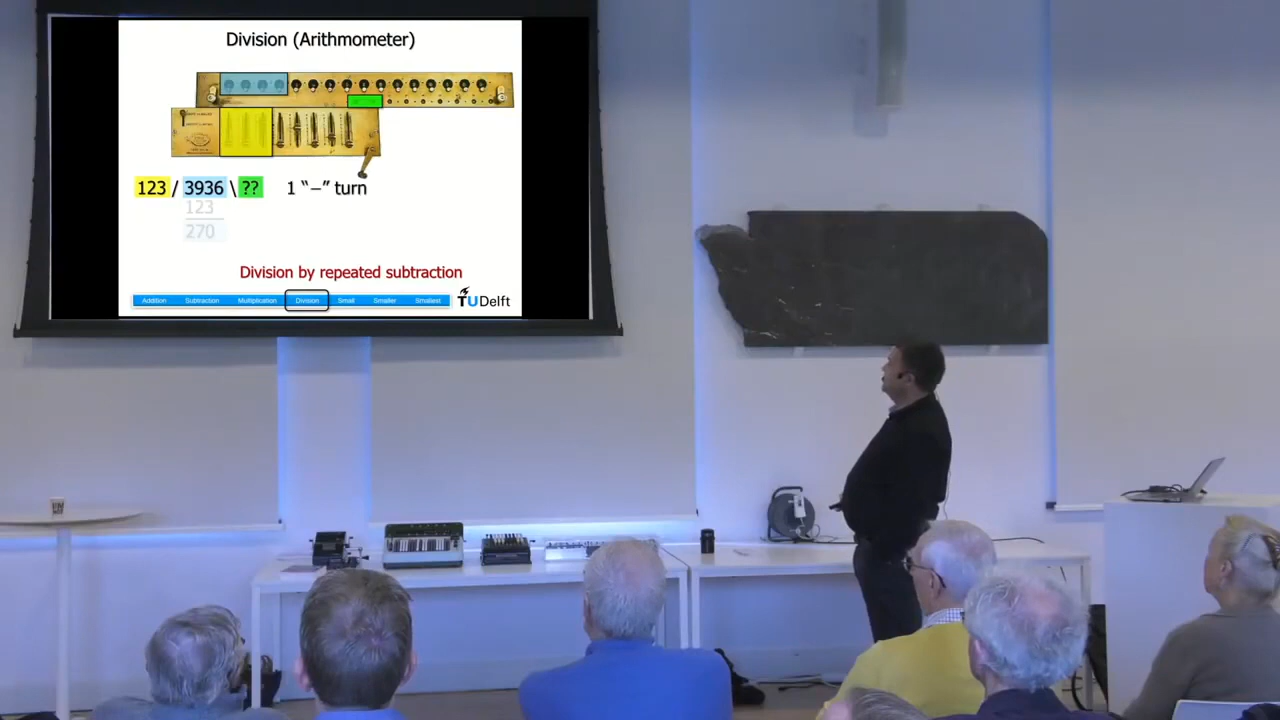 Division (Arithmometer)
123 / 3936 \ ?? 1 “–” turn
123
270
Division by repeated subtraction
Addition Subtraction Multiplication Division Small Smaller Smallest
TUDelft